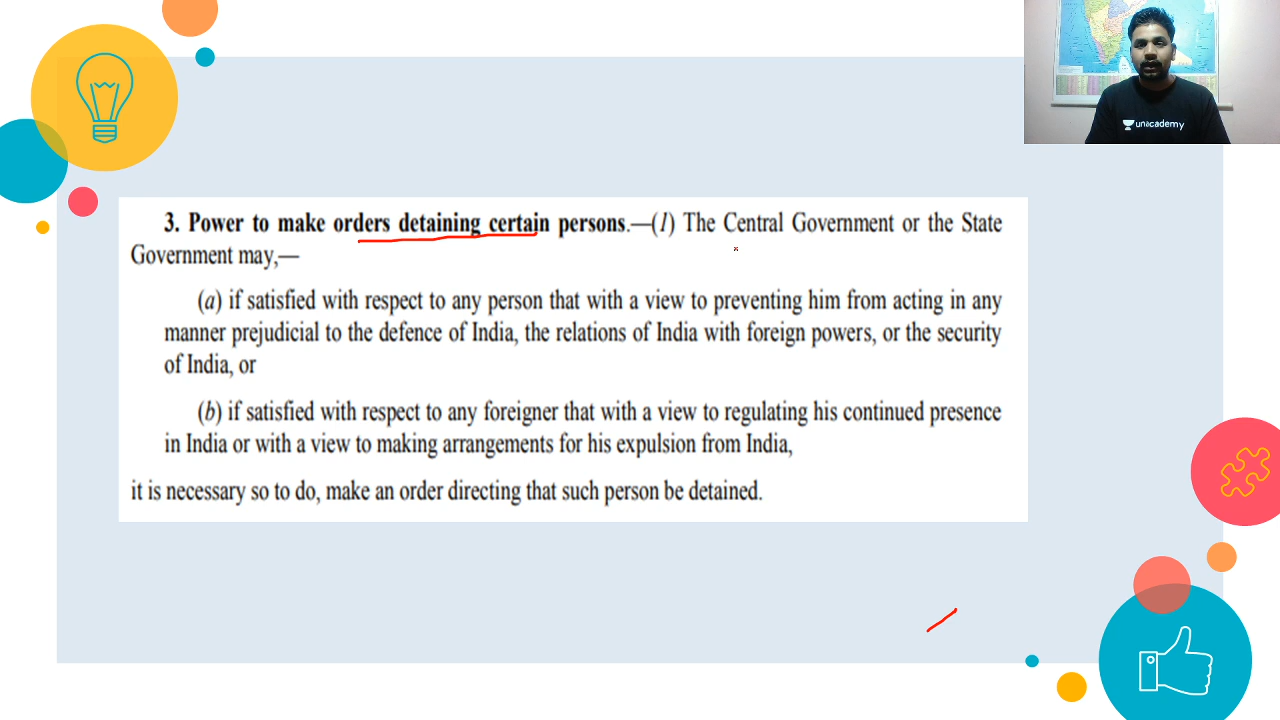 unacademy
3. Power to make orders detaining certain persons.—(1) The Central Government or the State
Government may,—
(a) if satisfied with respect to any person that with a view to preventing him from acting in any
manner prejudicial to the defence of India, the relations of India with foreign powers, or the security
of India, or
(b) if satisfied with respect to any foreigner that with a view to regulating his continued presence
in India or with a view to making arrangements for his expulsion from India,
it is necessary so to do, make an order directing that such person be detained.